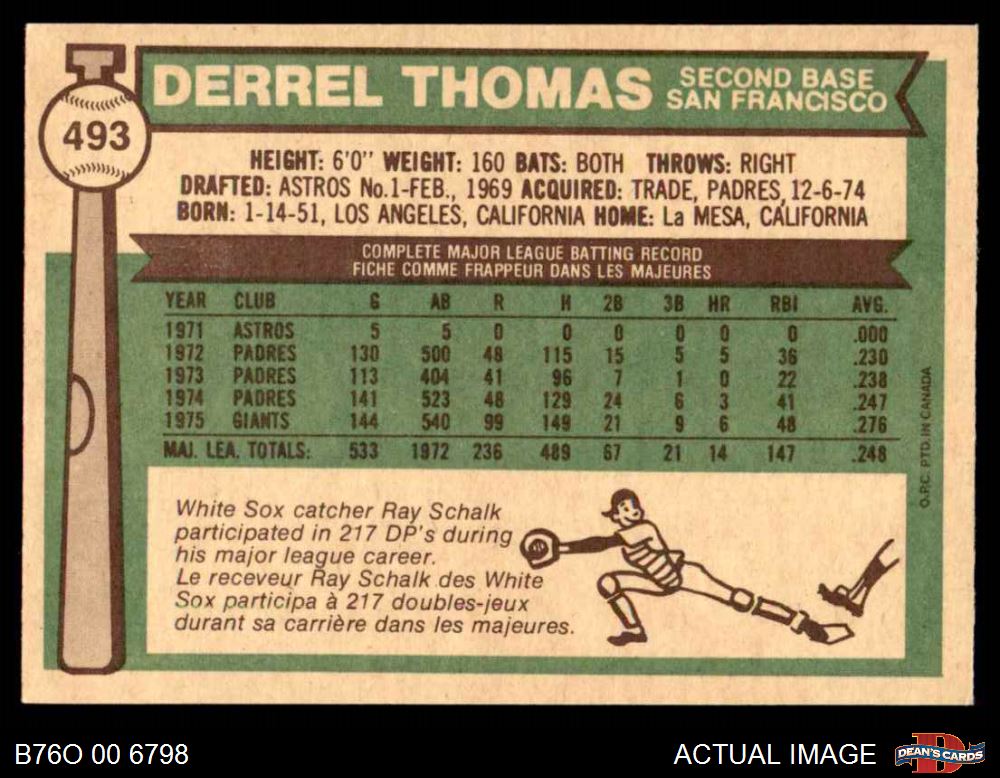 DERREL THOMAS
SECOND BASE
SAN FRANCISCO
493
HEIGHT: 6'0" WEIGHT: 160 BATS: BOTH THROWS: RIGHT
DRAFTED: ASTROS No.1-FEB., 1969 ACQUIRED: TRADE, PADRES, 12-6-74
BORN: 1-14-51, LOS ANGELES, CALIFORNIA HOME: La MESA, CALIFORNIA
COMPLETE MAJOR LEAGUE BATTING RECORD
FICHE COMME FRAPPEUR DANS LES MAJEURES
YEAR CLUB G AB R H 2B 3B HR RBI AVG.
1971 ASTROS 5 5 0 0 0 0 0 0 .000
1972 PADRES 130 500 48 115 15 5 5 36 .230
1973 PADRES 113 404 41 96 7 1 0 22 .238
1974 PADRES 141 523 48 129 24 6 3 41 .247
1975 GIANTS 144 540 99 149 21 9 6 48 .276
MAJ. LEA. TOTALS: 533 1972 236 489 67 21 14 147 .248
White Sox catcher Ray Schalk
participated in 217 DP's during
his major league career.
Le receveur Ray Schalk des White
Sox participa à 217 doubles-jeux
durant sa carrière dans les majeures.
O.P.C. PTD. IN CANADA
B76O 00 6798
ACTUAL IMAGE
D
DEAN'S CARDS